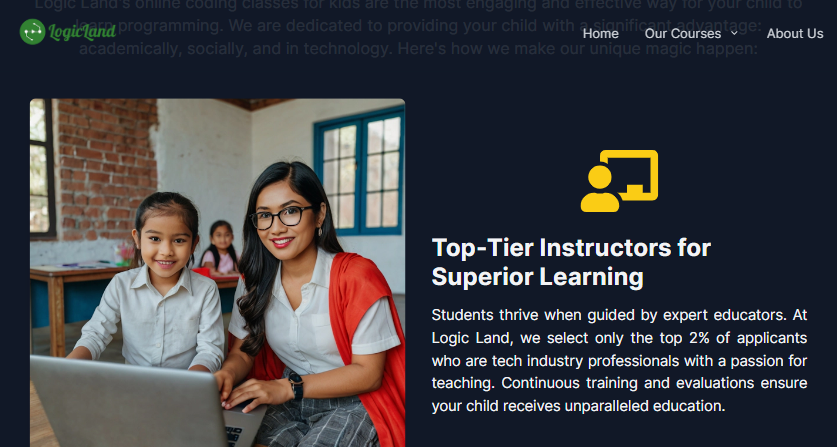 Logic Land's online coding classes for kids are the most engaging and effective way for your child to
learn programming. We are dedicated to providing your child with a significant advantage:
academically, socially, and in technology. Here's how we make our unique magic happen:
LogicLand
Home Our Courses About Us
Top-Tier Instructors for
Superior Learning
Students thrive when guided by expert educators. At
Logic Land, we select only the top 2% of applicants
who are tech industry professionals with a passion for
teaching. Continuous training and evaluations ensure
your child receives unparalleled education.